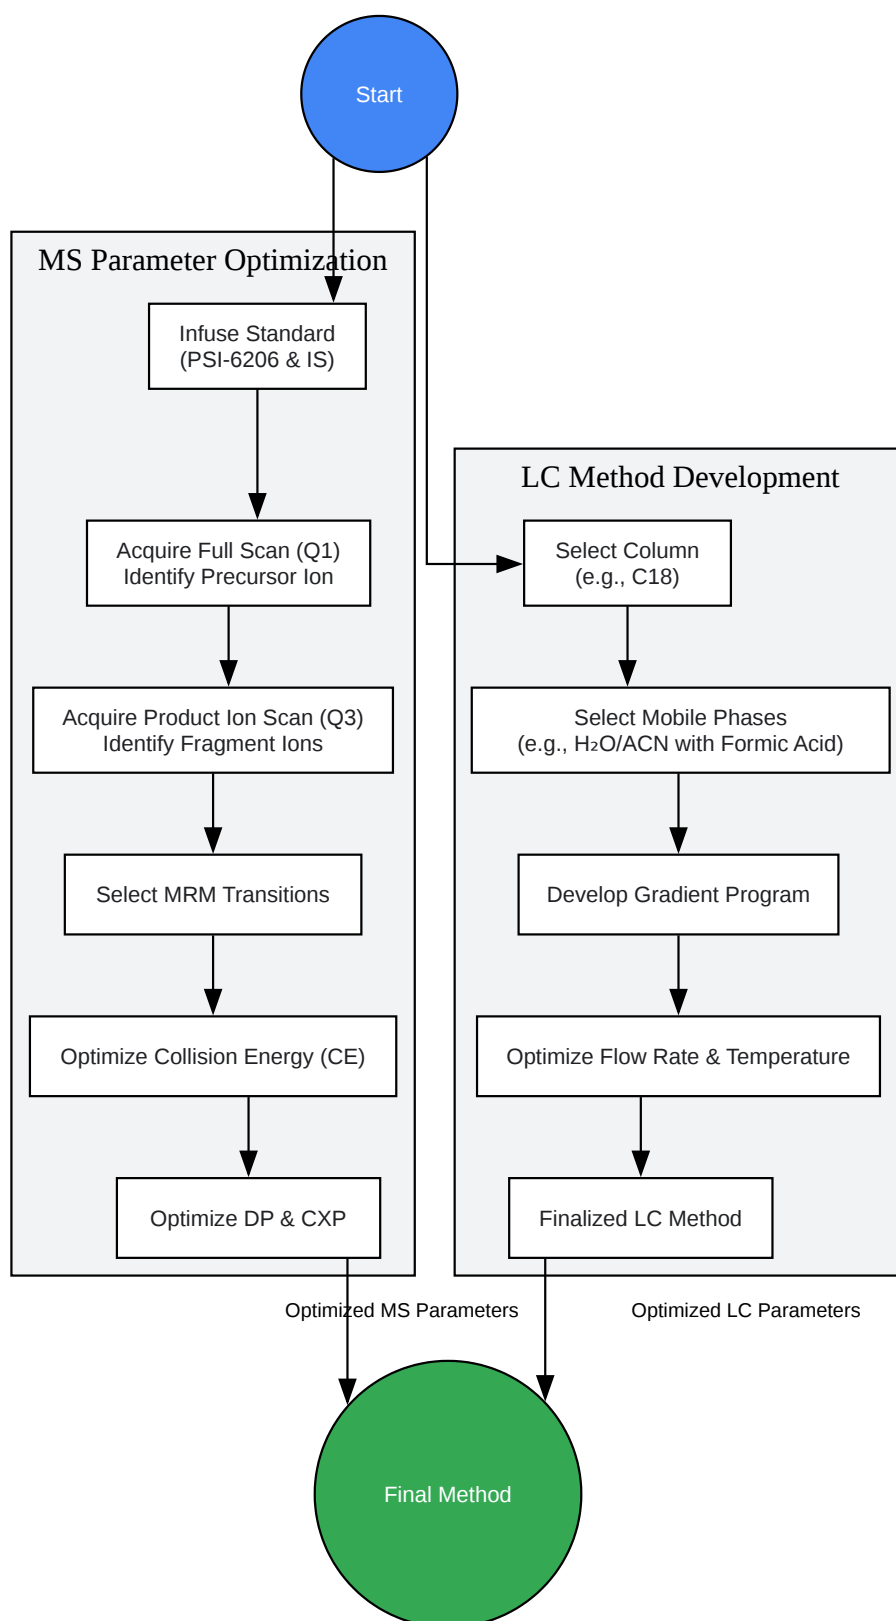 Start
MS Parameter Optimization
Infuse Standard
(PSI-6206 & IS)
Acquire Full Scan (Q1)
Identify Precursor Ion
Acquire Product Ion Scan (Q3)
Identify Fragment Ions
Select MRM Transitions
Optimize Collision Energy (CE)
Optimize DP & CXP
LC Method Development
Select Column
(e.g., C18)
Select Mobile Phases
(e.g., H₂O/ACN with Formic Acid)
Develop Gradient Program
Optimize Flow Rate & Temperature
Finalized LC Method
Optimized MS Parameters
Optimized LC Parameters
Final Method